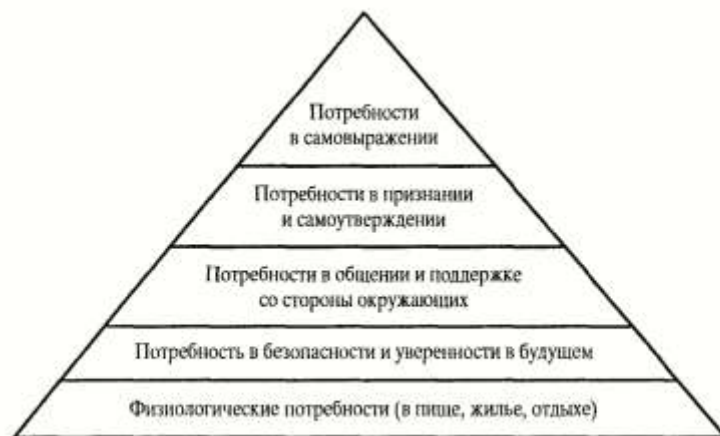 Потребности
в самовыражении
Потребности в признании
и самоутверждении
Потребности в общении и поддержке
со стороны окружающих
Потребность в безопасности и уверенности в будущем
Физиологические потребности (в пище, жилье, отдыхе)